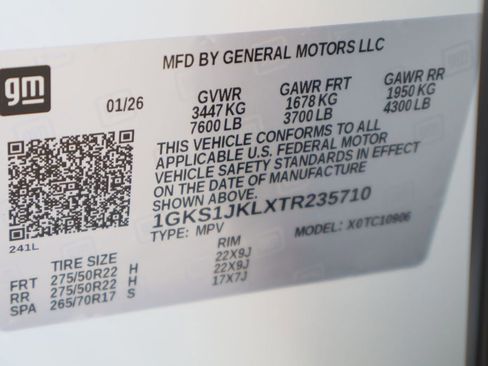 MFD BY GENERAL MOTORS LLC
gm
01/26
GVWR GAWR FRT GAWR RR
3447 KG 1678 KG 1950 KG
7600 LB 3700 LB 4300 LB
THIS VEHICLE CONFORMS TO ALL
APPLICABLE U.S. FEDERAL MOTOR
VEHICLE SAFETY STANDARDS IN EFFECT
ON THE DATE OF MANUFACTURE
SHOWN ABOVE.
1GKS1JKLXTR235710
TYPE: MPV MODEL: X0TC10906
241L
TIRE SIZE RIM
FRT 275/50R22 H 22X9J
RR 275/50R22 H 22X9J
SPA 265/70R17 S 17X7J